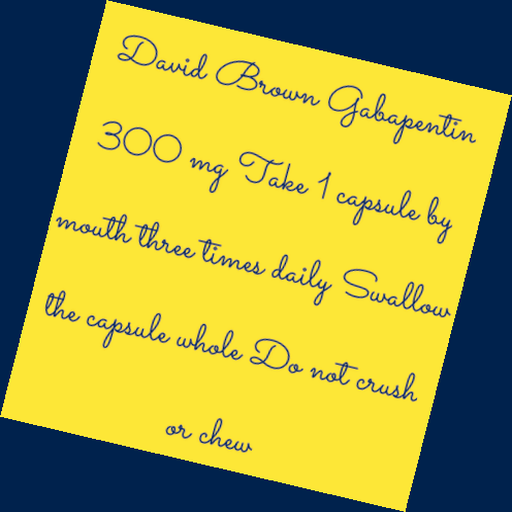 David Brown Gabapentin
300 mg Take 1 capsule by
mouth three times daily Swallow
the capsule whole Do not crush
or chew